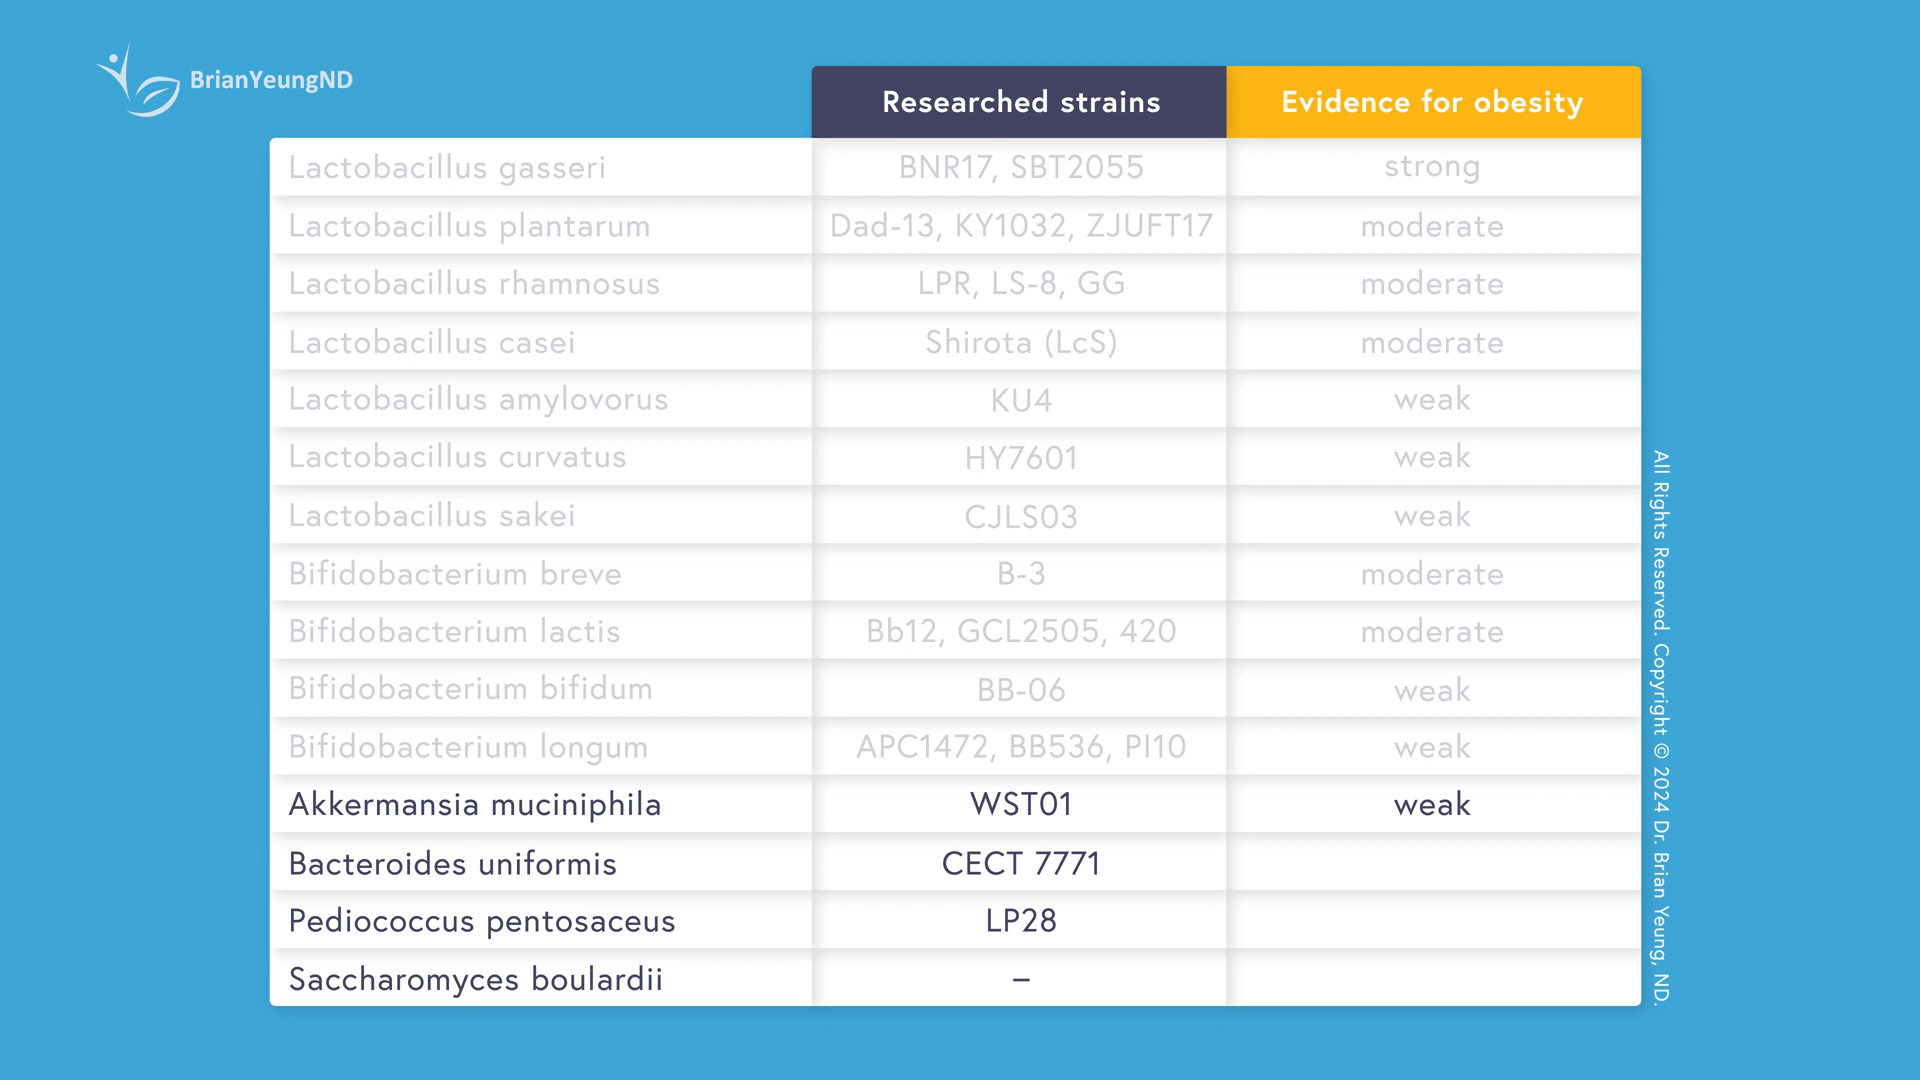 BrianYeungND
Researched strains Evidence for obesity
Lactobacillus gasseri BNR17, SBT2055 strong
Lactobacillus plantarum Dad-13, KY1032, ZJUFT17 moderate
Lactobacillus rhamnosus LPR, LS-8, GG moderate
Lactobacillus casei Shirota (LcS) moderate
Lactobacillus amylovorus KU4 weak
Lactobacillus curvatus HY7601 weak
Lactobacillus sakei CJLS03 weak
Bifidobacterium breve B-3 moderate
Bifidobacterium lactis Bb12, GCL2505, 420 moderate
Bifidobacterium bifidum BB-06 weak
Bifidobacterium longum APC1472, BB536, PI10 weak
Akkermansia muciniphila WST01 weak
Bacteroides uniformis CECT 7771
Pediococcus pentosaceus LP28
Saccharomyces boulardii –
All Rights Reserved. Copyright © 2024 Dr. Brian Yeung, ND.